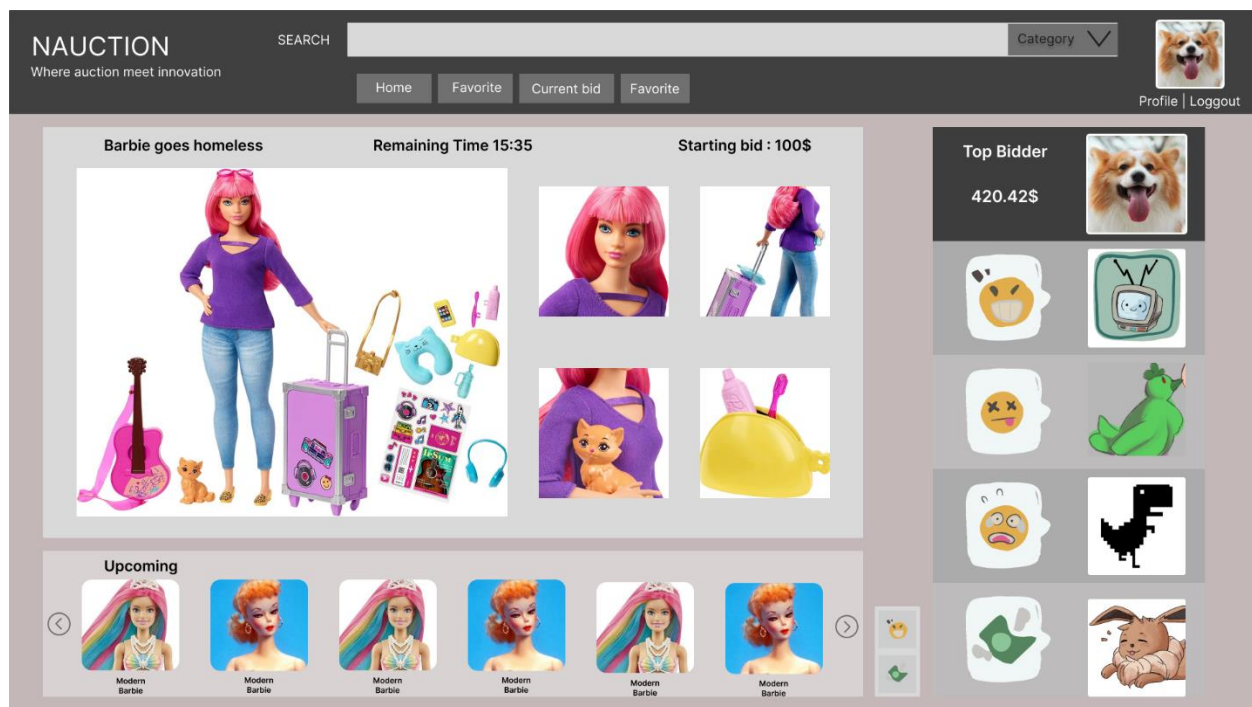 NAUCTION
Where auction meet innovation
SEARCH
Category
Home
Favorite
Current bid
Favorite
Profile | Loggout
Barbie goes homeless
Remaining Time 15:35
Starting bid : 100$
Top Bidder
420.42$
Upcoming
Modern
Barbie
Modern
Barbie
Modern
Barbie
Modern
Barbie
Modern
Barbie
Modern
Barbie